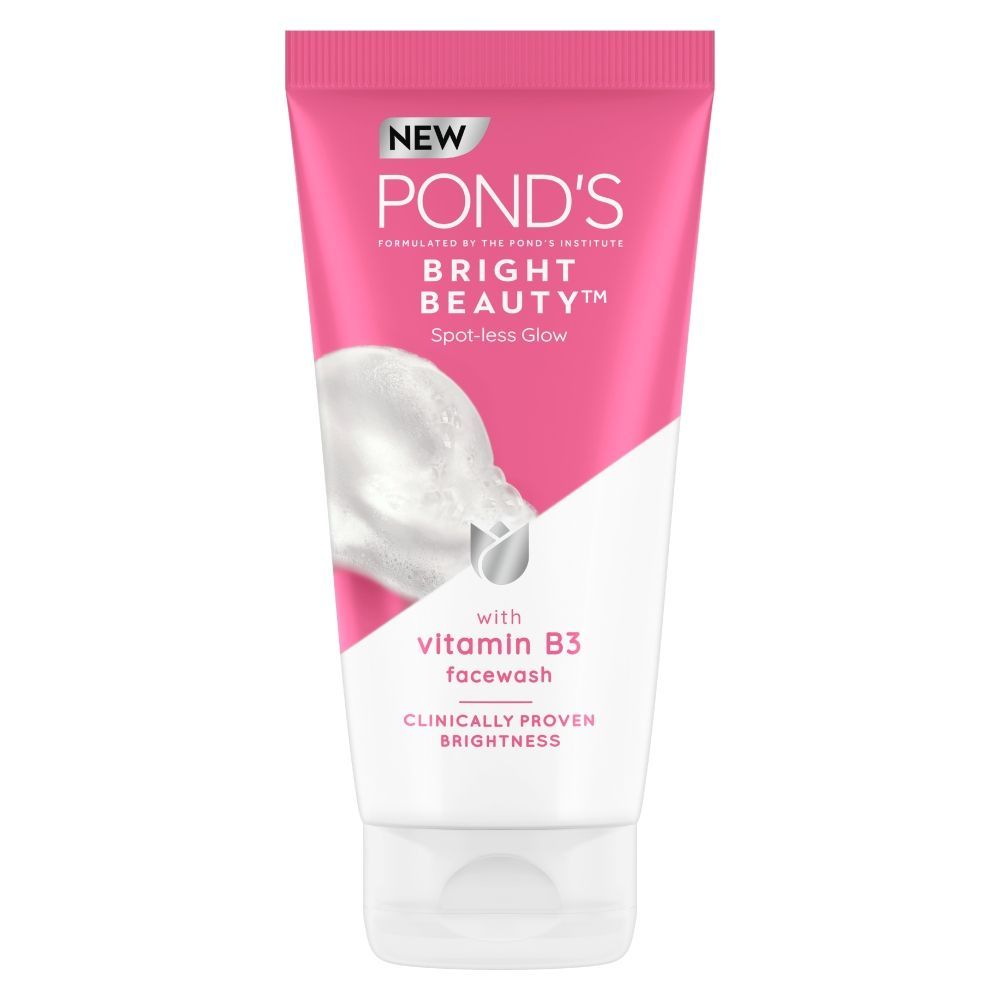 NEW
POND'S
FORMULATED BY THE POND'S INSTITUTE
BRIGHT
BEAUTY™
Spot-less Glow
with
vitamin B3
facewash
CLINICALLY PROVEN
BRIGHTNESS